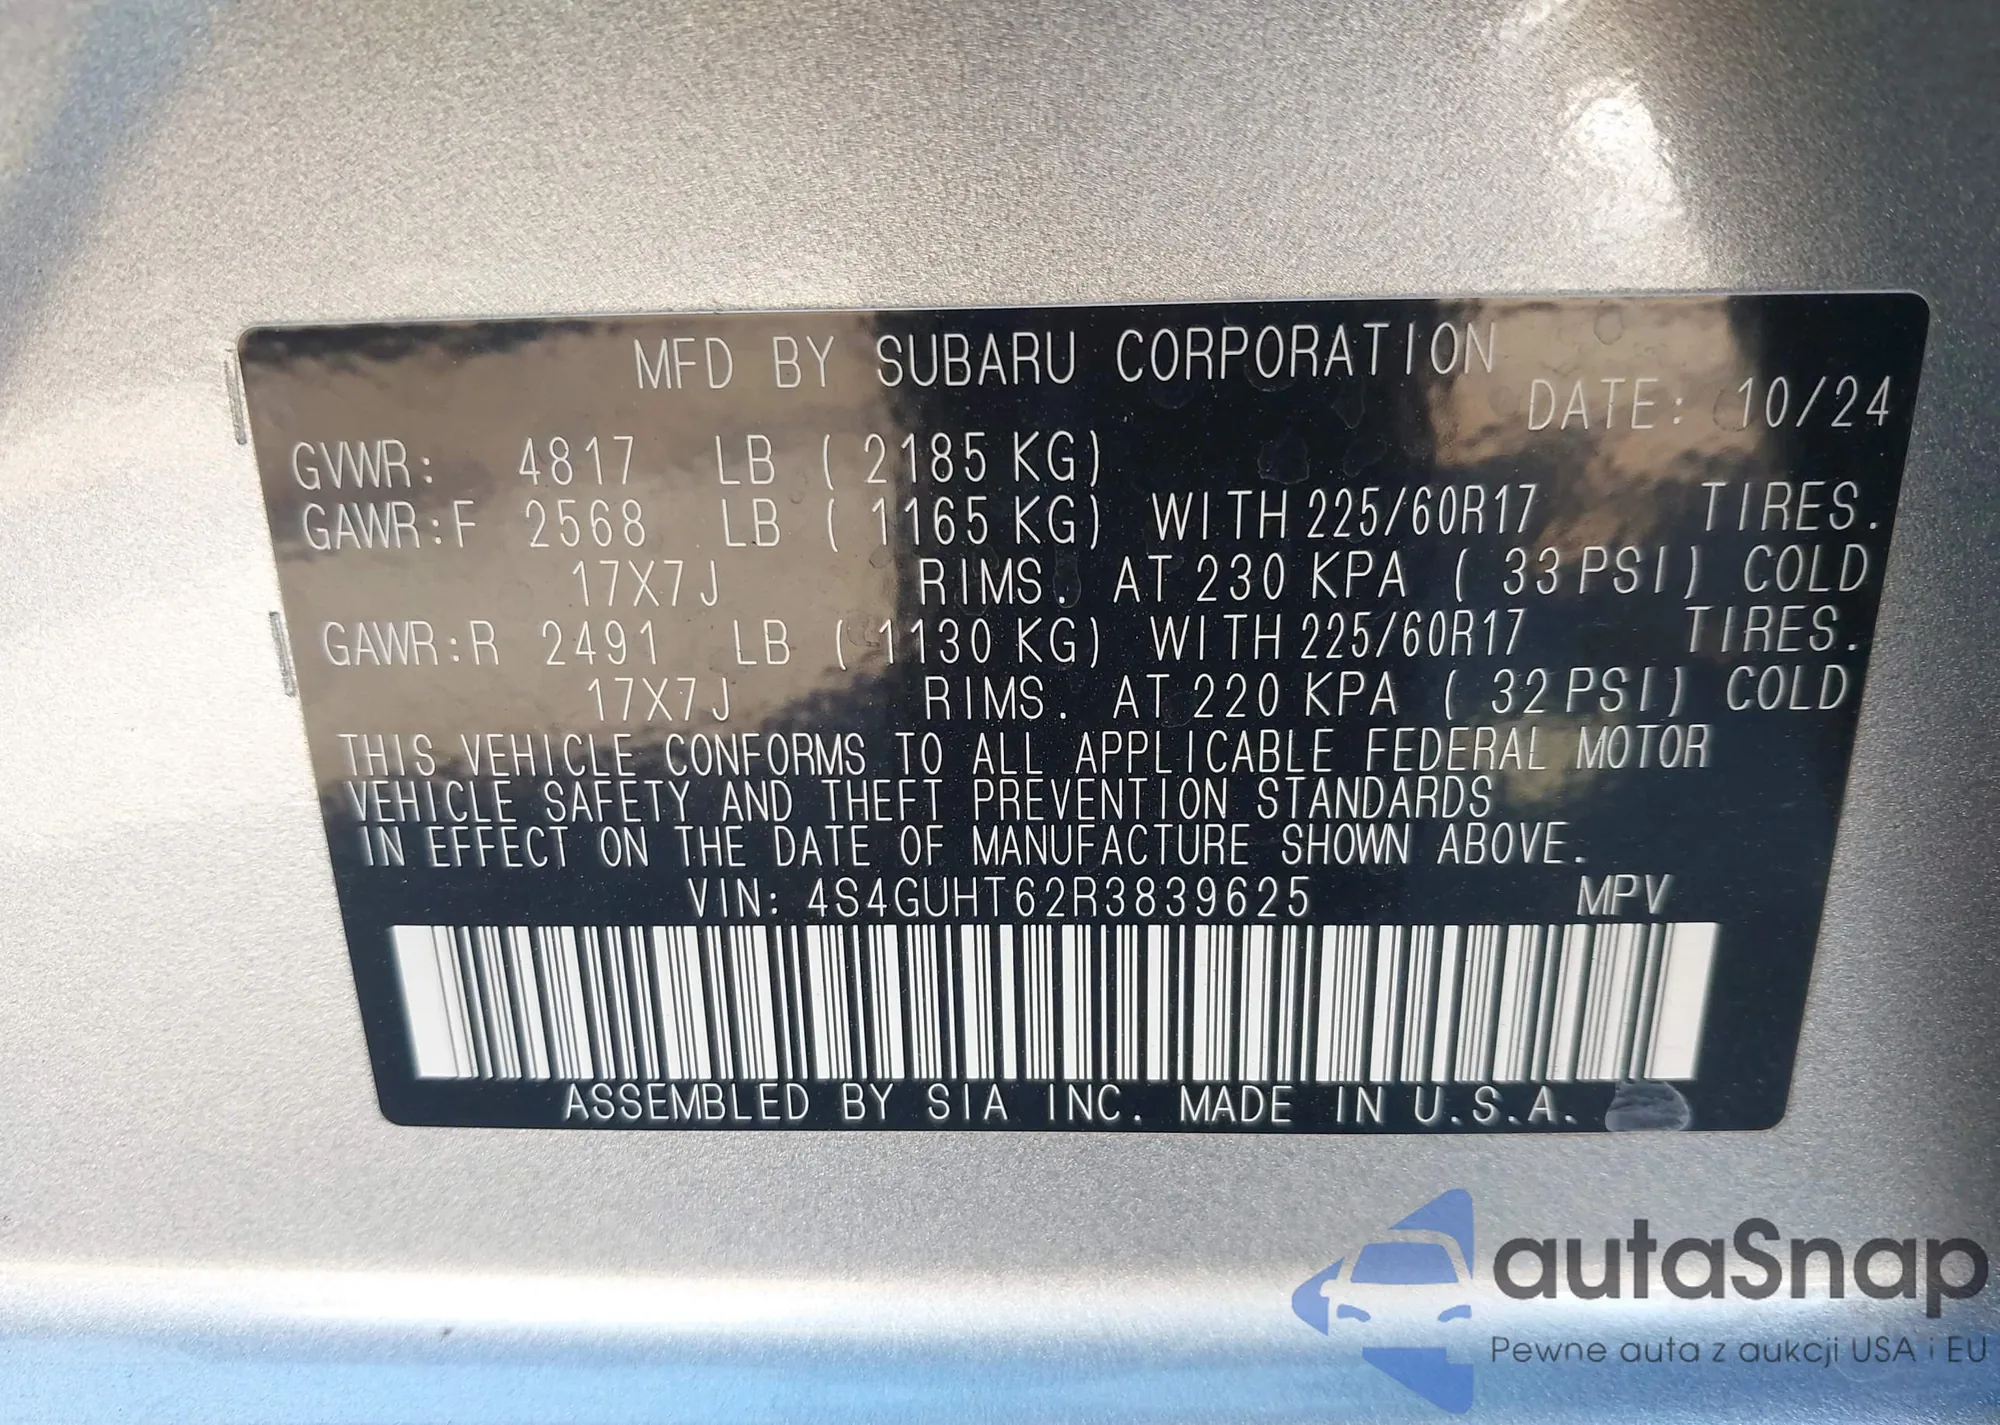 MFD BY SUBARU CORPORATION
DATE: 10/24
GVWR: 4817 LB ( 2185 KG)
GAWR:F 2568 LB ( 1165 KG) WITH 225/60R17 TIRES.
17X7J RIMS. AT 230 KPA ( 33 PSI) COLD
GAWR:R 2491 LB ( 1130 KG) WITH 225/60R17 TIRES.
17X7J RIMS. AT 220 KPA ( 32 PSI) COLD
THIS VEHICLE CONFORMS TO ALL APPLICABLE FEDERAL MOTOR
VEHICLE SAFETY AND THEFT PREVENTION STANDARDS
IN EFFECT ON THE DATE OF MANUFACTURE SHOWN ABOVE.
VIN: 4S4GUHT62R3839625 MPV
ASSEMBLED BY SIA INC. MADE IN U.S.A.
autaSnap
Pewne auta z aukcji USA i EU